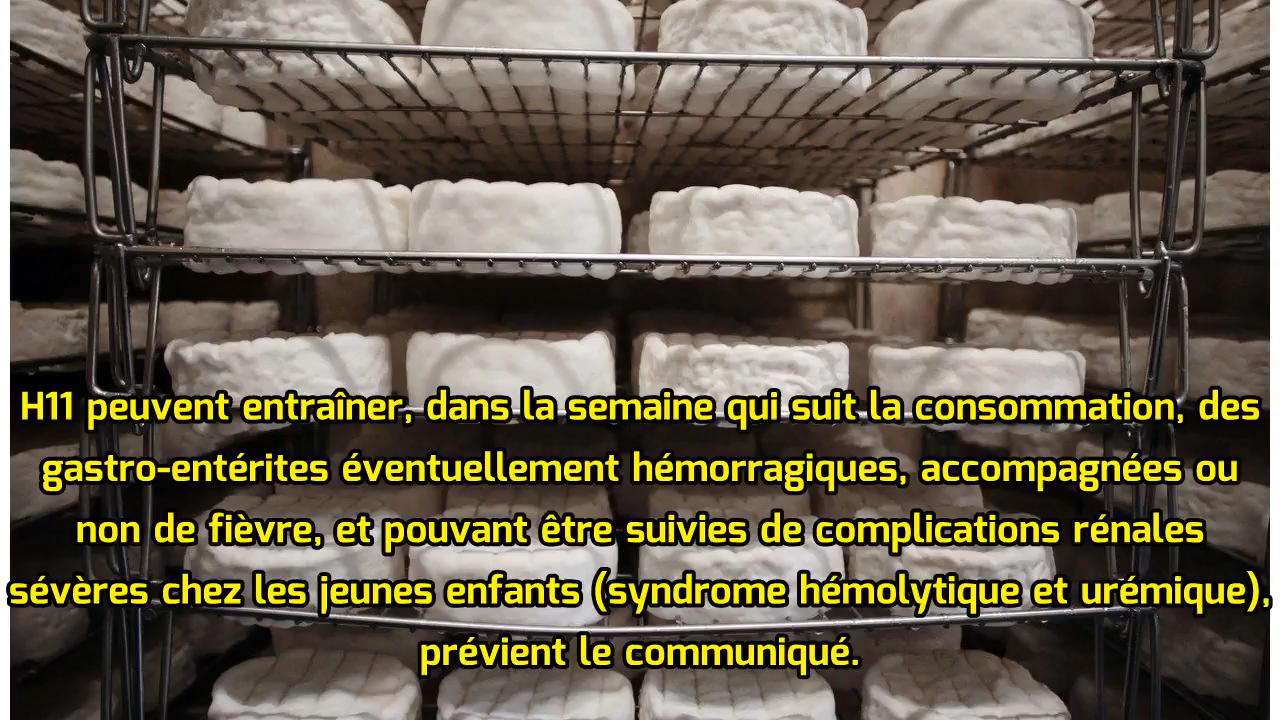 H11 peuvent entraîner, dans la semaine qui suit la consommation, des
gastro-entérites éventuellement hémorragiques, accompagnées ou
non de fièvre, et pouvant être suivies de complications rénales
sévères chez les jeunes enfants (syndrome hémolytique et urémique),
prévient le communiqué.